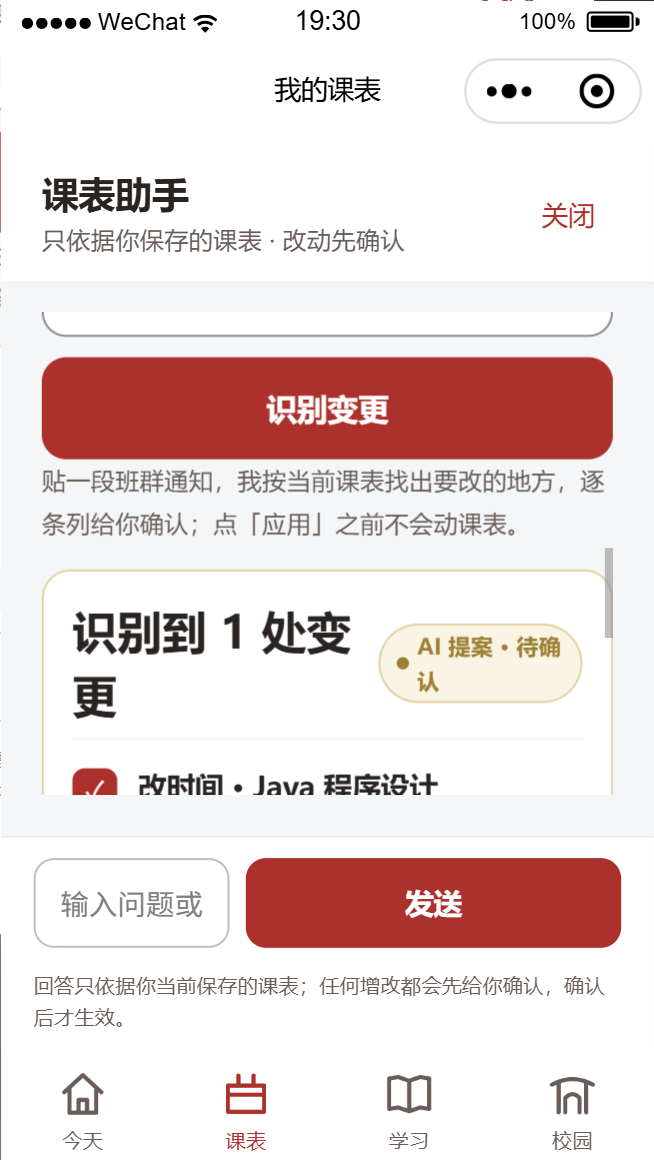 WeChat 19:30 100%
我的课表
课表助手
关闭
只依据你保存的课表 · 改动先确认
识别变更
贴一段班群通知，我按当前课表找出要改的地方，逐
条列给你确认；点「应用」之前不会动课表。
识别到 1 处变
更
AI 提案 · 待确
认
改时间 · Java 程序设计
输入问题或
发送
回答只依据你当前保存的课表；任何增改都会先给你确认，确认
后才生效。
今天 课表 学习 校园